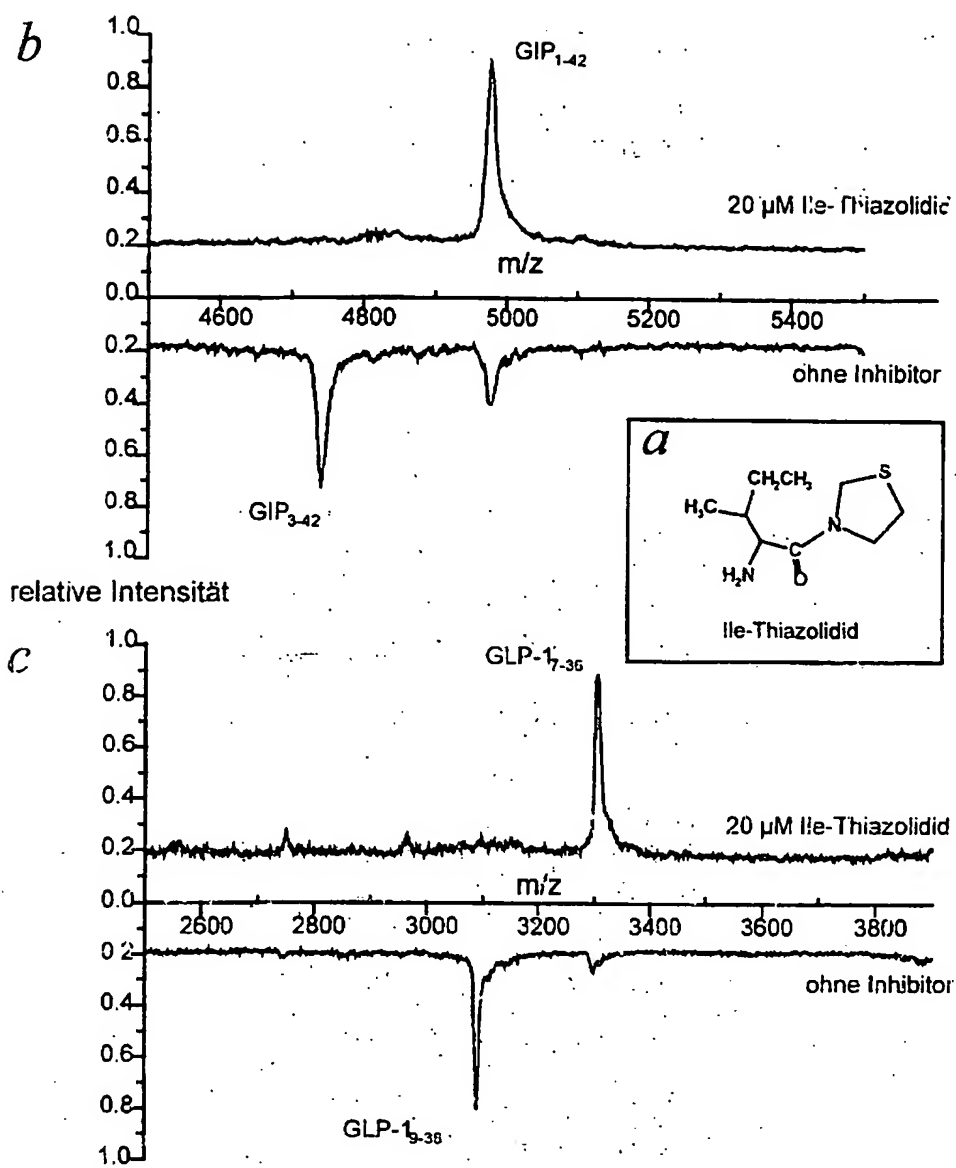 b
1.0
GIP1-42
0.8
0.6
0.4
20 µM Ile-Thiazolidid
0.2
m/z
0.0
4600 4800 5000 5200 5400
0.2
ohne Inhibitor
0.4
0.6
0.8
GIP3-42
1.0
a
CH2CH3
S
H3C
N
C
H2N
Ile-Thiazolidid
relative Intensität
c
1.0
GLP-17-36
0.8
0.6
0.4
20 µM Ile-Thiazolidid
0.2
m/z
0.0
2600 2800 3000 3200 3400 3600 3800
0.2
ohne Inhibitor
0.4
0.6
0.8
GLP-19-36
1.0